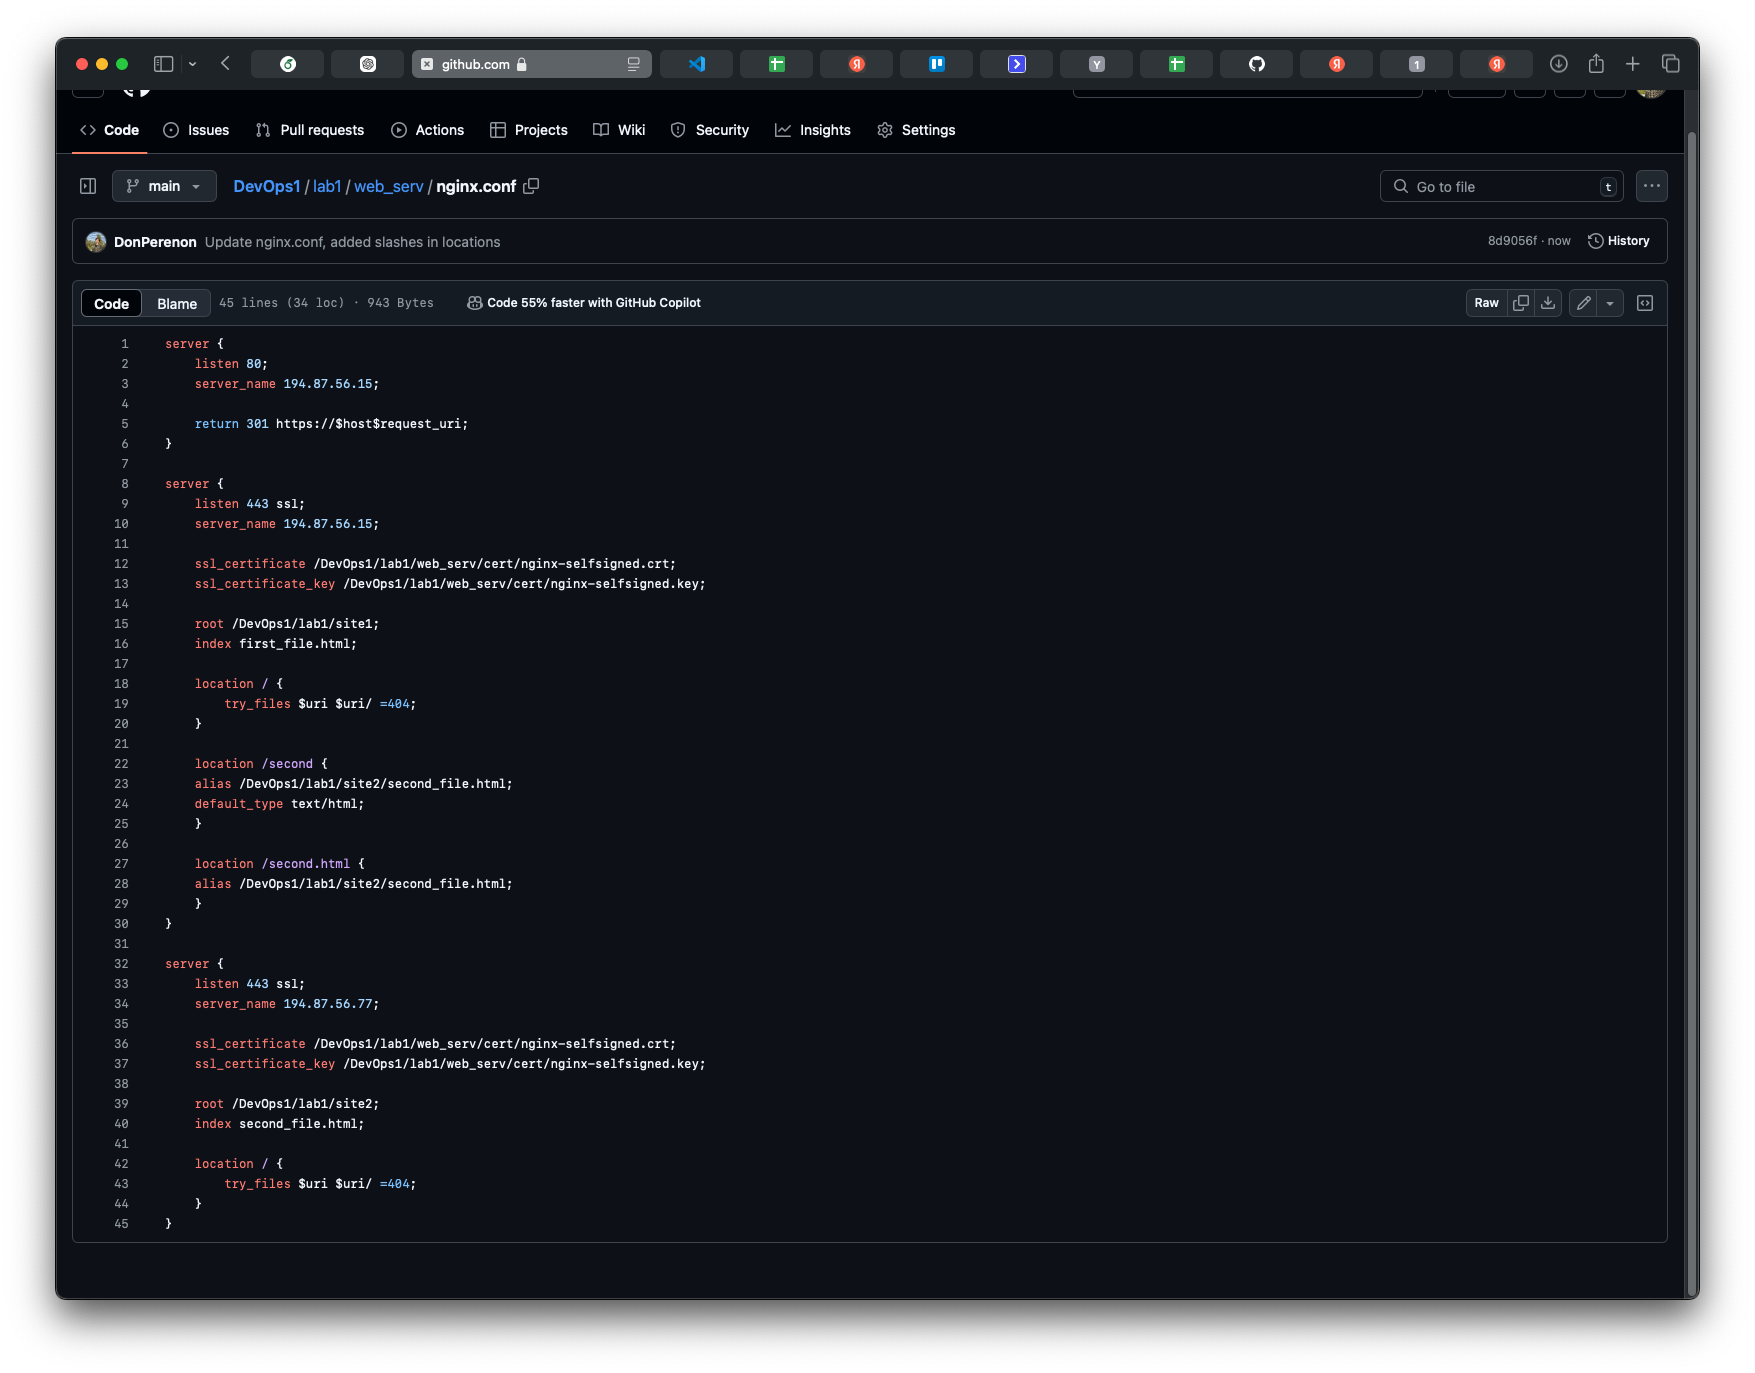 github.com
Я
Y
Я
1
Я
Code
Issues
Pull requests
Actions
Projects
Wiki
Security
Insights
Settings
main
DevOps1 / lab1 / web_serv / nginx.conf
Go to file
t
DonPerenon Update nginx.conf, added slashes in locations
8d9056f · now
History
Code
Blame
45 lines (34 loc) · 943 Bytes
Code 55% faster with GitHub Copilot
Raw
1 server {
2 listen 80;
3 server_name 194.87.56.15;
4
5 return 301 https://$host$request_uri;
6 }
7
8 server {
9 listen 443 ssl;
10 server_name 194.87.56.15;
11
12 ssl_certificate /DevOps1/lab1/web_serv/cert/nginx-selfsigned.crt;
13 ssl_certificate_key /DevOps1/lab1/web_serv/cert/nginx-selfsigned.key;
14
15 root /DevOps1/lab1/site1;
16 index first_file.html;
17
18 location / {
19 try_files $uri $uri/ =404;
20 }
21
22 location /second {
23 alias /DevOps1/lab1/site2/second_file.html;
24 default_type text/html;
25 }
26
27 location /second.html {
28 alias /DevOps1/lab1/site2/second_file.html;
29 }
30 }
31
32 server {
33 listen 443 ssl;
34 server_name 194.87.56.77;
35
36 ssl_certificate /DevOps1/lab1/web_serv/cert/nginx-selfsigned.crt;
37 ssl_certificate_key /DevOps1/lab1/web_serv/cert/nginx-selfsigned.key;
38
39 root /DevOps1/lab1/site2;
40 index second_file.html;
41
42 location / {
43 try_files $uri $uri/ =404;
44 }
45 }